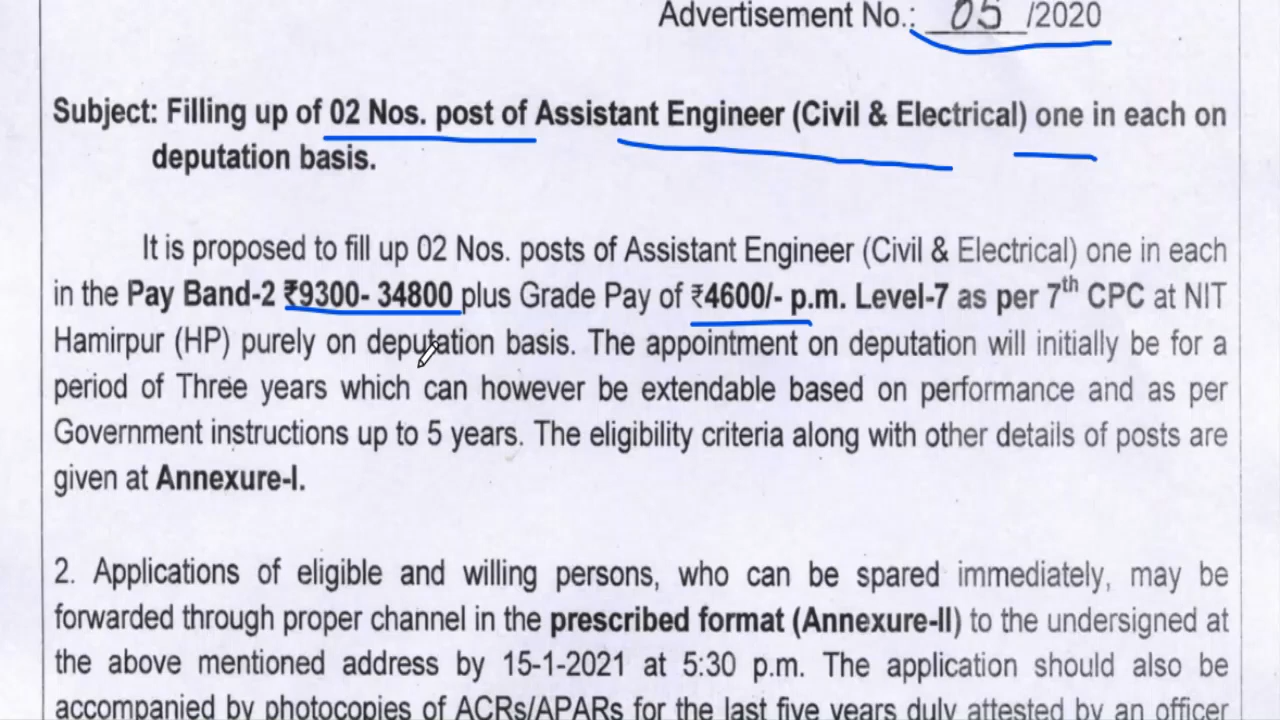 Advertisement No.: 05 /2020
Subject: Filling up of 02 Nos. post of Assistant Engineer (Civil & Electrical) one in each on
deputation basis.
It is proposed to fill up 02 Nos. posts of Assistant Engineer (Civil & Electrical) one in each
in the Pay Band-2 ₹9300- 34800 plus Grade Pay of ₹4600/- p.m. Level-7 as per 7th CPC at NIT
Hamirpur (HP) purely on deputation basis. The appointment on deputation will initially be for a
period of Three years which can however be extendable based on performance and as per
Government instructions up to 5 years. The eligibility criteria along with other details of posts are
given at Annexure-I.
2. Applications of eligible and willing persons, who can be spared immediately, may be
forwarded through proper channel in the prescribed format (Annexure-II) to the undersigned at
the above mentioned address by 15-1-2021 at 5:30 p.m. The application should also be
accompanied by photocopies of ACRs/APARs for the last five years duly attested by an officer